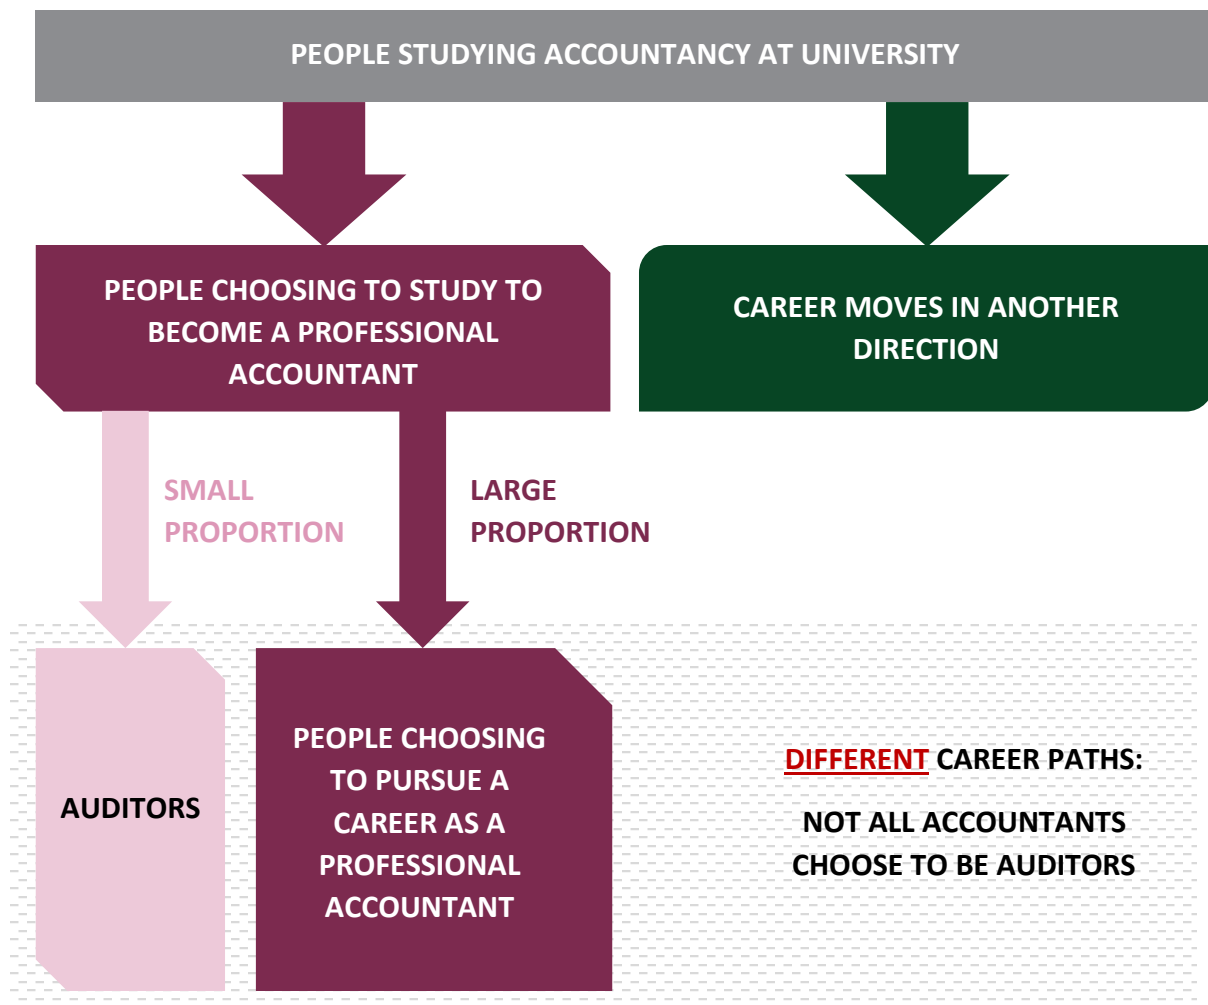 PEOPLE STUDYING ACCOUNTANCY AT UNIVERSITY
PEOPLE CHOOSING TO STUDY TO
BECOME A PROFESSIONAL
ACCOUNTANT
CAREER MOVES IN ANOTHER
DIRECTION
SMALL
PROPORTION
LARGE
PROPORTION
AUDITORS
PEOPLE CHOOSING
TO PURSUE A
CAREER AS A
PROFESSIONAL
ACCOUNTANT
DIFFERENT CAREER PATHS:
NOT ALL ACCOUNTANTS
CHOOSE TO BE AUDITORS